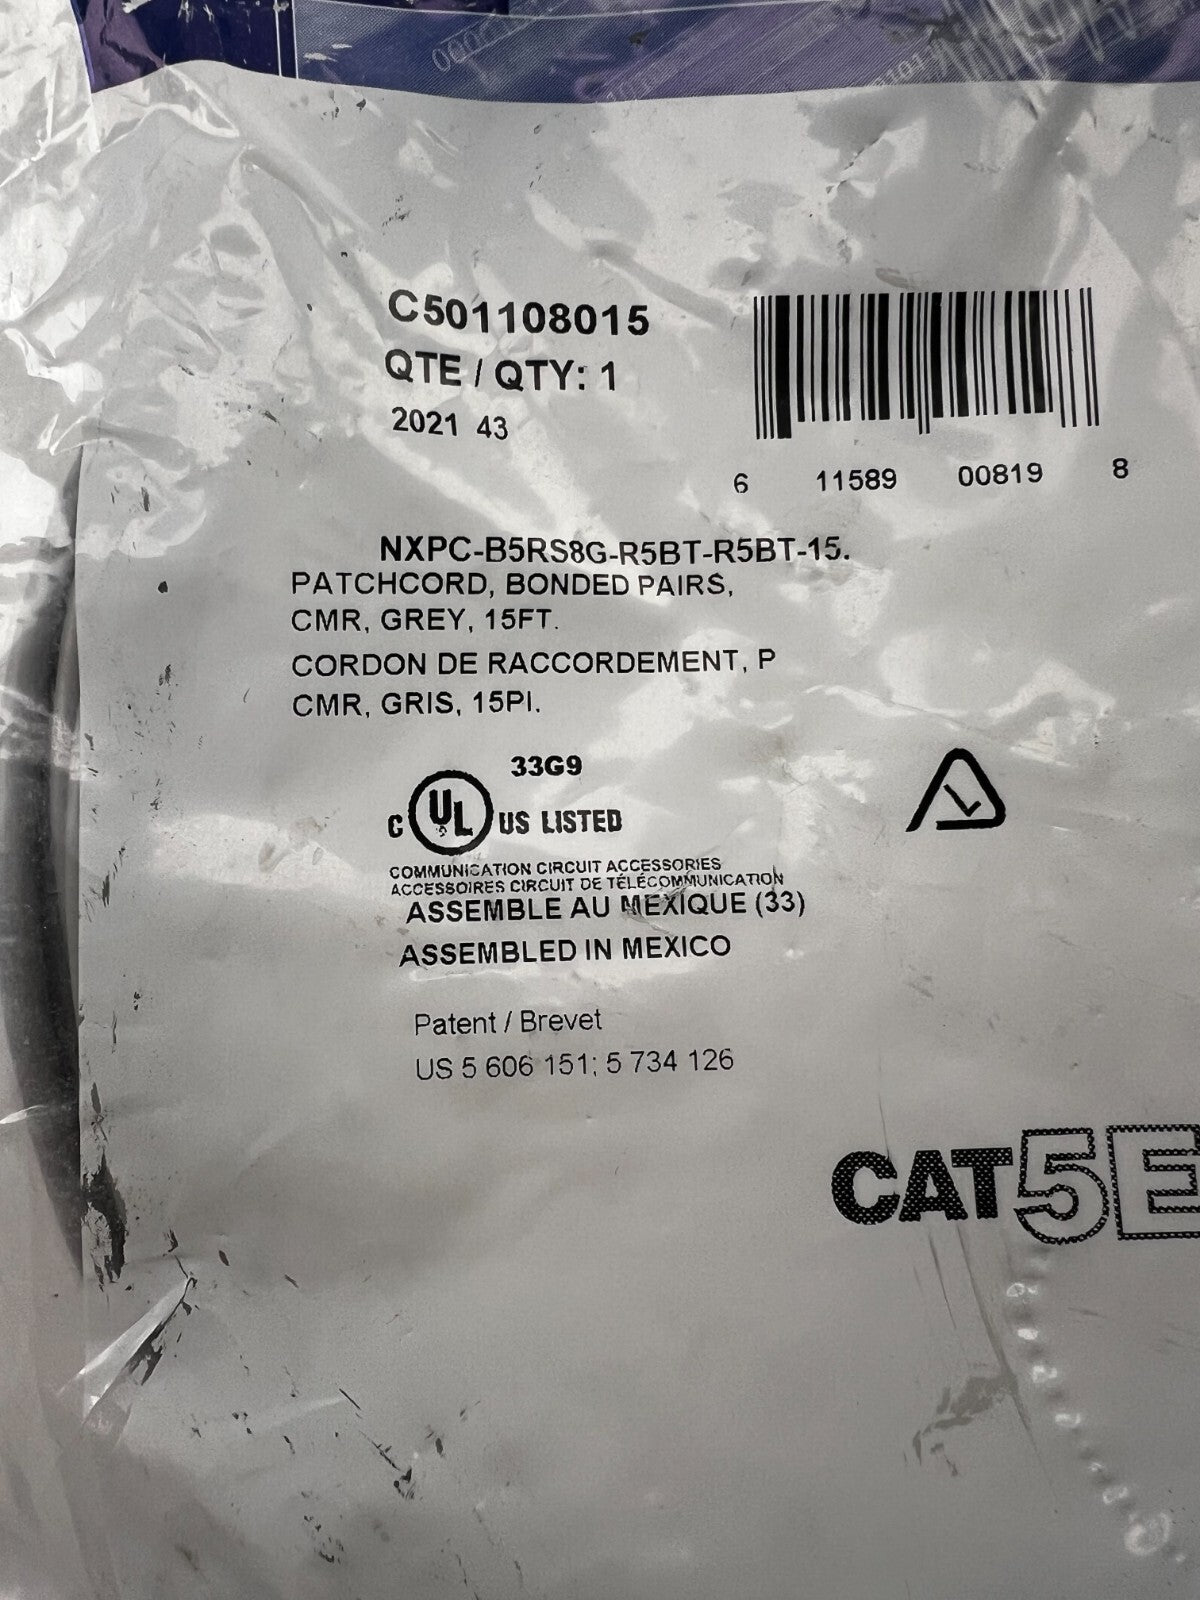 C501108015
QTE / QTY: 1
2021 43
6 11589 00819 8
NXPC-B5RS8G-R5BT-R5BT-15.
PATCHCORD, BONDED PAIRS,
CMR, GREY, 15FT.
CORDON DE RACCORDEMENT, P
CMR, GRIS, 15PI.
33G9
C UL US LISTED
COMMUNICATION CIRCUIT ACCESSORIES
ACCESSOIRES CIRCUIT DE TÉLÉCOMMUNICATION
ASSEMBLE AU MEXIQUE (33)
ASSEMBLED IN MEXICO
Patent / Brevet
US 5 606 151; 5 734 126
CAT5E